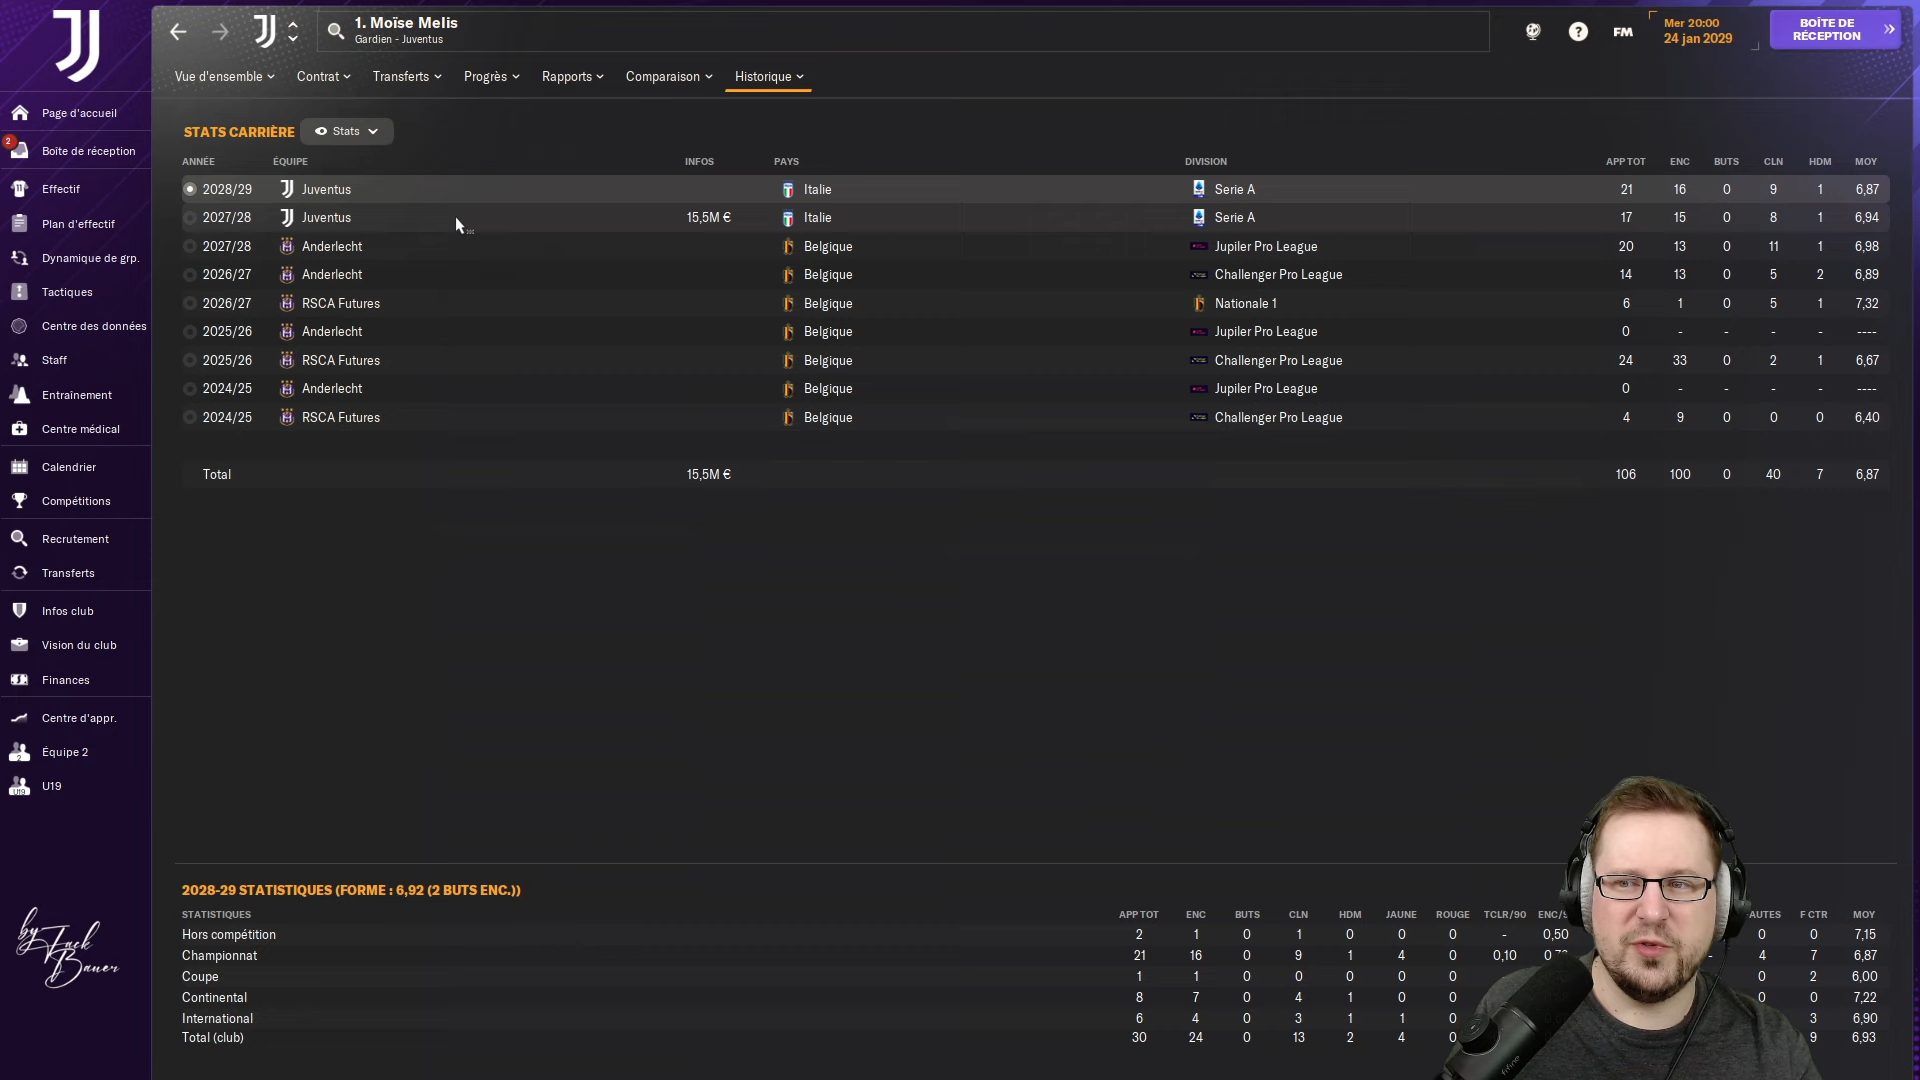 1. Moïse Melis
Gardien - Juventus
FM
Mer 20:00
24 jan 2029
BOÎTE DE
RÉCEPTION
Vue d'ensemble Contrat Transferts Progrès Rapports Comparaison Historique
Page d'accueil
2
Boîte de réception
Effectif
Plan d'effectif
Dynamique de grp.
Tactiques
Centre des données
Staff
Entraînement
Centre médical
Calendrier
Compétitions
Recrutement
Transferts
Infos club
Vision du club
Finances
Centre d'appr.
2
Équipe 2
U19
U19
by Jack
Bauer
STATS CARRIÈRE Stats
ANNÉE ÉQUIPE INFOS PAYS DIVISION APP TOT ENC BUTS CLN HDM MOY
2028/29 Juventus Italie Serie A 21 16 0 9 1 6,87
2027/28 Juventus 15,5M € Italie Serie A 17 15 0 8 1 6,94
2027/28 Anderlecht Belgique Jupiler Pro League 20 13 0 11 1 6,98
2026/27 Anderlecht Belgique Challenger Pro League 14 13 0 5 2 6,89
2026/27 RSCA Futures Belgique Nationale 1 6 1 0 5 1 7,32
2025/26 Anderlecht Belgique Jupiler Pro League 0 - - - - ----
2025/26 RSCA Futures Belgique Challenger Pro League 24 33 0 2 1 6,67
2024/25 Anderlecht Belgique Jupiler Pro League 0 - - - - ----
2024/25 RSCA Futures Belgique Challenger Pro League 4 9 0 0 0 6,40
Total 15,5M € 106 100 0 40 7 6,87
2028-29 STATISTIQUES (FORME : 6,92 (2 BUTS ENC.))
STATISTIQUES APP TOT ENC BUTS CLN HDM JAUNE ROUGE TCLR/90 ENC/ AUTES F CTR MOY
Hors compétition 2 1 0 1 0 0 0 - 0,50 0 0 7,15
Championnat 21 16 0 9 1 4 0 0,10 - 4 7 6,87
Coupe 1 1 0 0 0 0 0 0 2 6,00
Continental 8 7 0 4 1 0 0 0 0 7,22
International 6 4 0 3 1 1 0 3 6,90
Total (club) 30 24 0 13 2 4 0 9 6,93
fifine